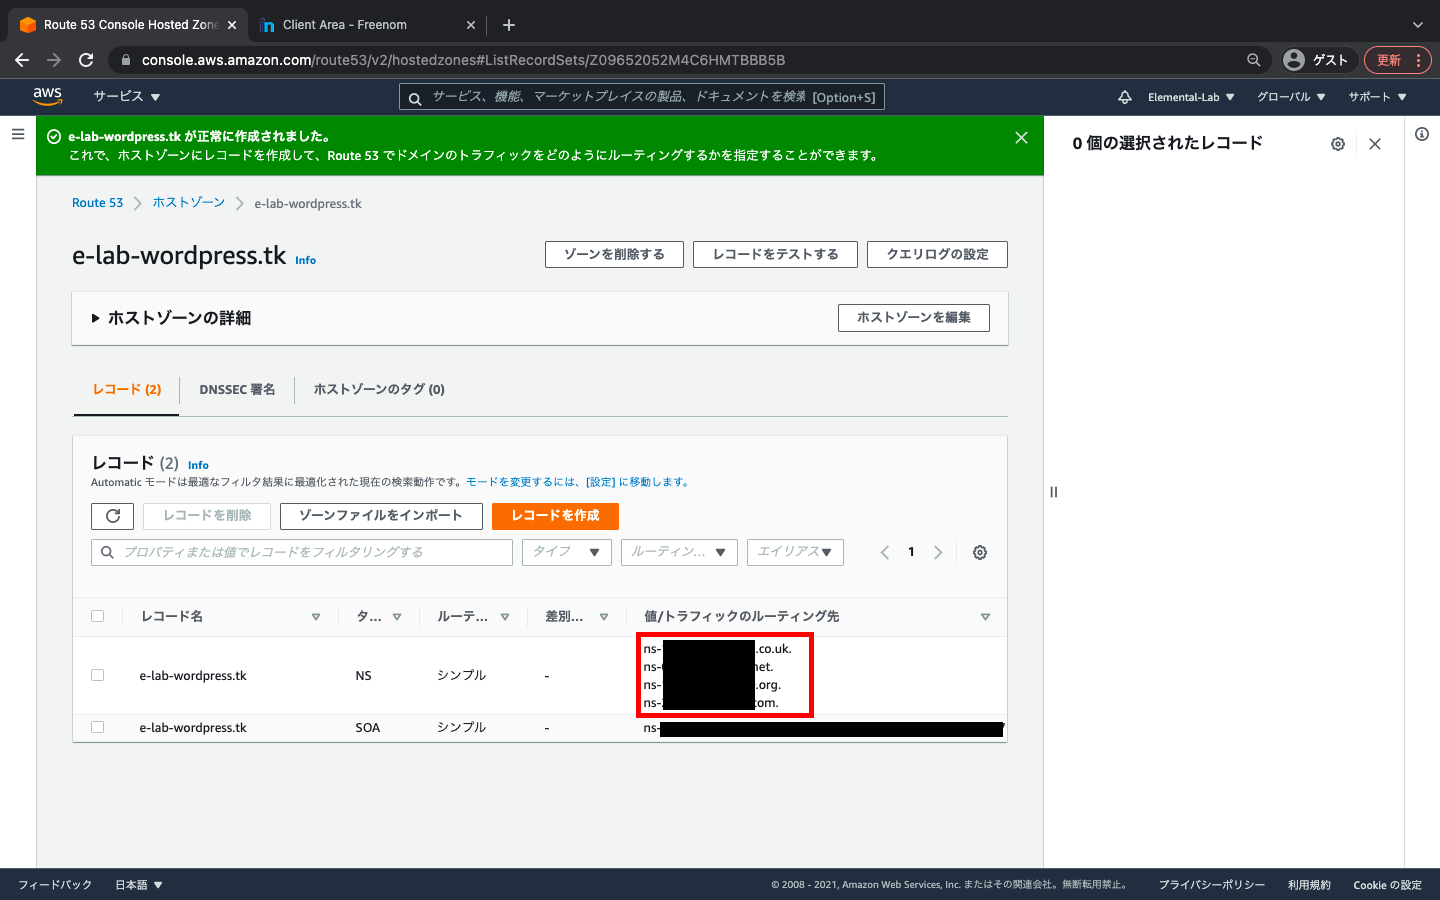 Route 53 Console Hosted Zone
Client Area - Freenom
console.aws.amazon.com/route53/v2/hostedzones#ListRecordSets/Z09652052M4C6HMTBBB5B
ゲスト
更新
aws
サービス
サービス、機能、マーケットプレイスの製品、ドキュメントを検索 [Option+S]
Elemental-Lab
グローバル
サポート
e-lab-wordpress.tk が正常に作成されました。
これで、ホストゾーンにレコードを作成して、Route 53 でドメインのトラフィックをどのようにルーティングするかを指定することができます。
0 個の選択されたレコード
Route 53
ホストゾーン
e-lab-wordpress.tk
e-lab-wordpress.tk Info
ゾーンを削除する
レコードをテストする
クエリログの設定
ホストゾーンの詳細
ホストゾーンを編集
レコード (2)
DNSSEC 署名
ホストゾーンのタグ (0)
レコード (2) Info
Automatic モードは最適なフィルタ結果に最適化された現在の検索動作です。モードを変更するには、[設定] に移動します。
レコードを削除
ゾーンファイルをインポート
レコードを作成
プロパティまたは値でレコードをフィルタリングする
タイプ
ルーティン...
エイリアス
1
レコード名
タ...
ルーテ...
差別...
値/トラフィックのルーティング先
e-lab-wordpress.tk
NS
シンプル
-
ns- .co.uk.
ns- net.
ns- .org.
ns- com.
e-lab-wordpress.tk
SOA
シンプル
-
ns-
フィードバック
日本語
© 2008 - 2021, Amazon Web Services, Inc. またはその関連会社。無断転用禁止。
プライバシーポリシー
利用規約
Cookie の設定